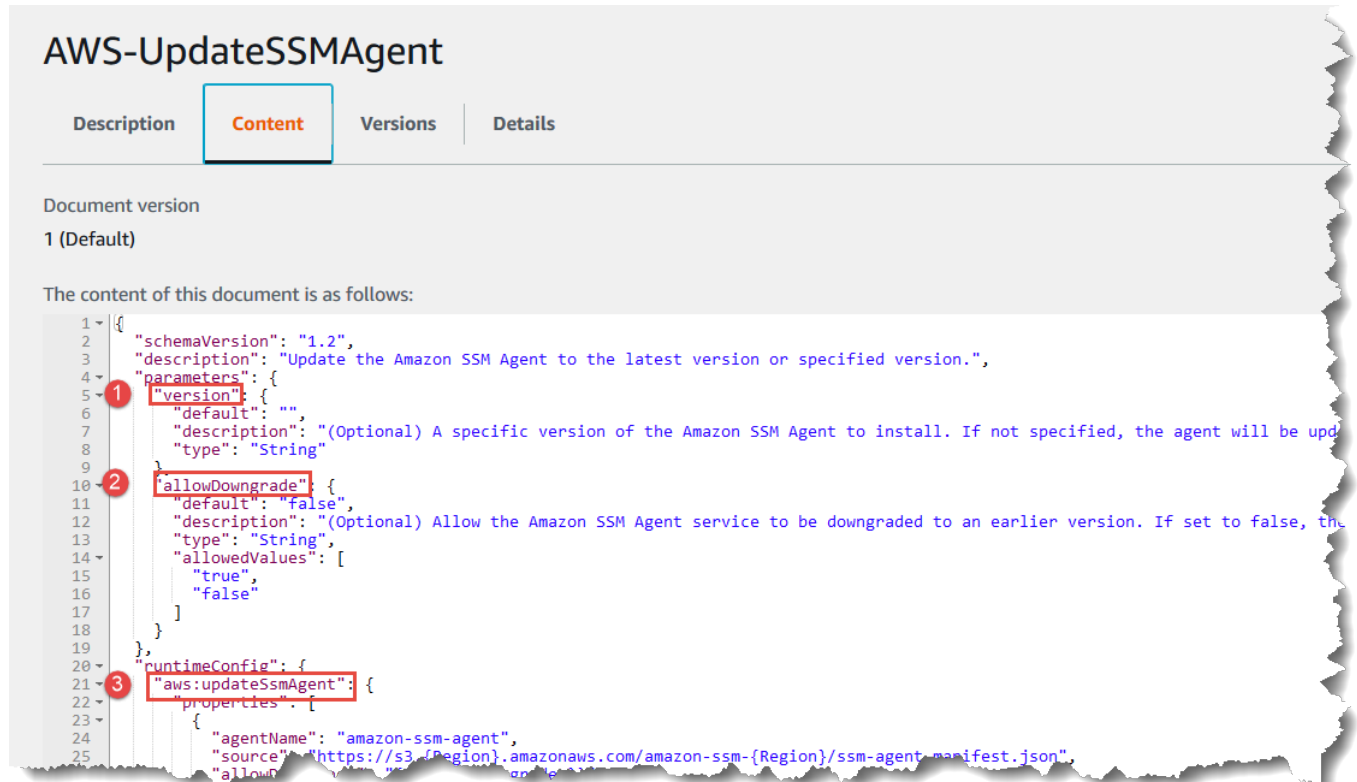 AWS-UpdateSSMAgent
Description Content Versions Details
Document version
1 (Default)
The content of this document is as follows:
1 {
2 "schemaVersion": "1.2",
3 "description": "Update the Amazon SSM Agent to the latest version or specified version.",
4 "parameters": {
5 1 "version": {
6 "default": "",
7 "description": "(Optional) A specific version of the Amazon SSM Agent to install. If not specified, the agent will be upd
8 "type": "String"
9 },
10 2 "allowDowngrade": {
11 "default": "false",
12 "description": "(Optional) Allow the Amazon SSM Agent service to be downgraded to an earlier version. If set to false, the
13 "type": "String",
14 "allowedValues": [
15 "true",
16 "false"
17 ]
18 }
19 },
20 "runtimeConfig": {
21 3 "aws:updateSsmAgent": {
22 "properties": [
23 {
24 "agentName": "amazon-ssm-agent",
25 "source": "https://s3.{Region}.amazonaws.com/amazon-ssm-{Region}/ssm-agent-manifest.json",